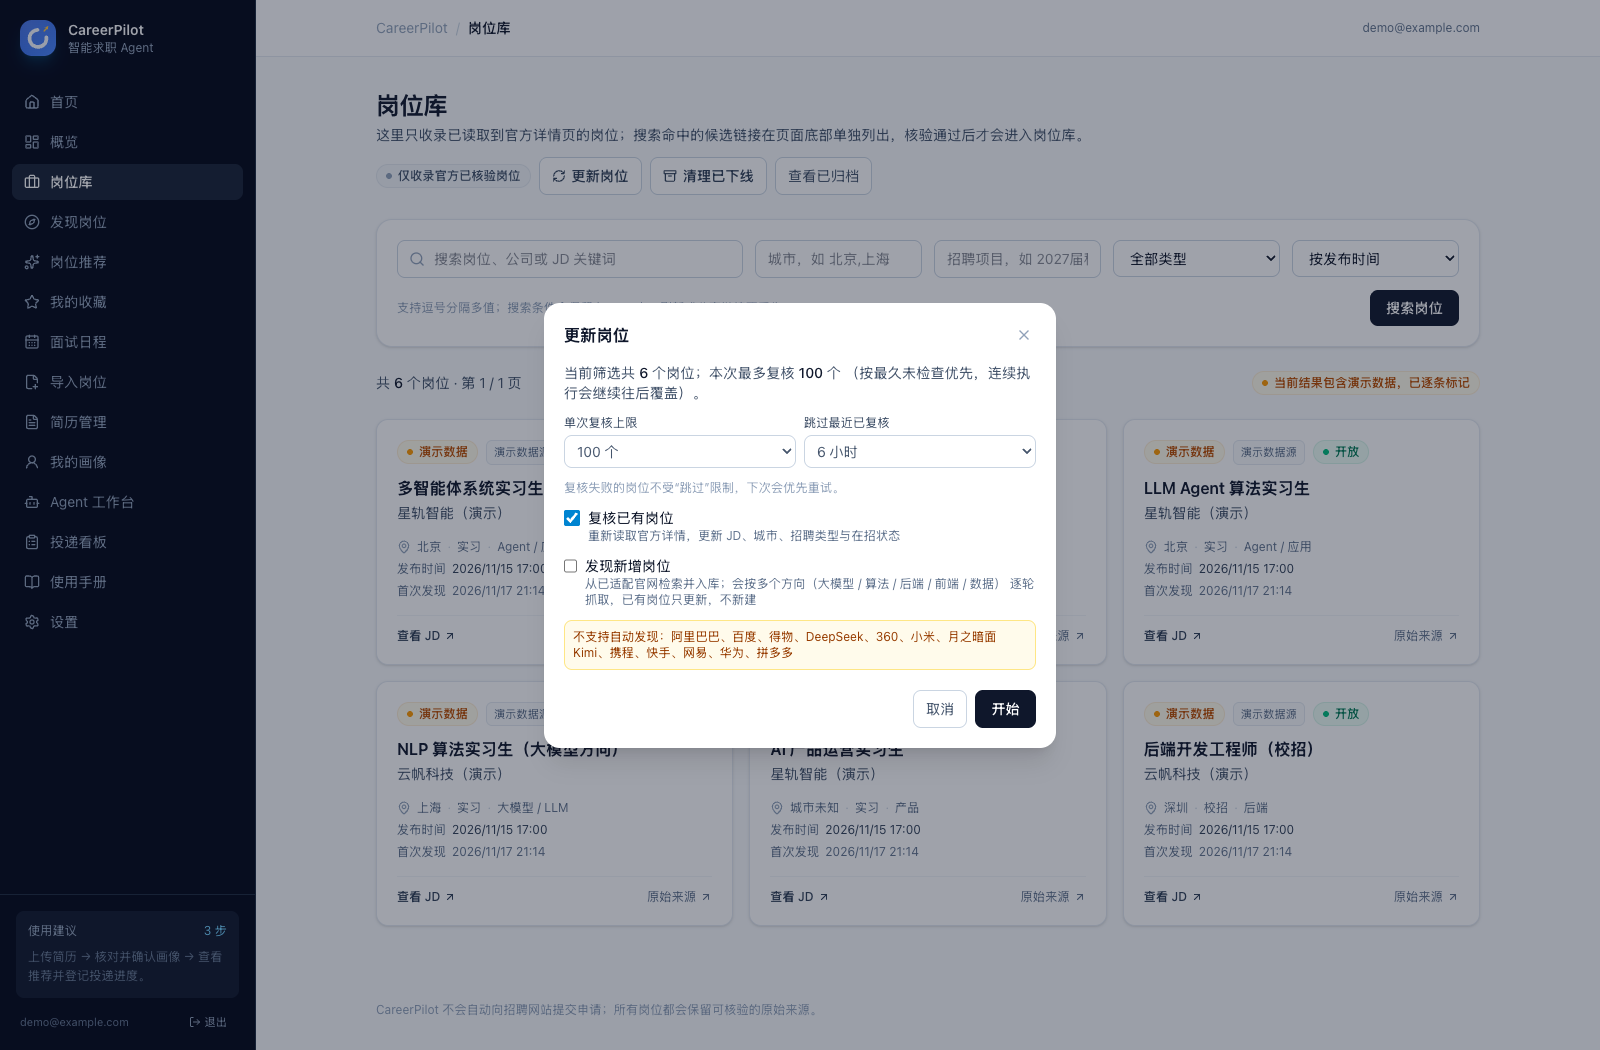 CareerPilot
智能求职 Agent
首页
概览
岗位库
发现岗位
岗位推荐
我的收藏
面试日程
导入岗位
简历管理
我的画像
Agent 工作台
投递看板
使用手册
设置
使用建议 3 步
上传简历 → 核对并确认画像 → 查看
推荐并登记投递进度。
demo@example.com 退出
CareerPilot / 岗位库 demo@example.com
岗位库
这里只收录已读取到官方详情页的岗位；搜索命中的候选链接在页面底部单独列出，核验通过后才会进入岗位库。
仅收录官方已核验岗位 更新岗位 清理已下线 查看已归档
搜索岗位、公司或 JD 关键词 城市，如 北京,上海 招聘项目，如 2027届 全部类型 按发布时间
支持逗号分隔多值；搜索条件 搜索岗位
共 6 个岗位 · 第 1 / 1 页 当前结果包含演示数据，已逐条标记
更新岗位
当前筛选共 6 个岗位；本次最多复核 100 个 （按最久未检查优先，连续执
行会继续往后覆盖）。
单次复核上限 跳过最近已复核
100 个 6 小时
复核失败的岗位不受“跳过”限制，下次会优先重试。
复核已有岗位
重新读取官方详情，更新 JD、城市、招聘类型与在招状态
发现新增岗位
从已适配官网检索并入库；会按多个方向（大模型 / 算法 / 后端 / 前端 / 数据） 逐轮
抓取，已有岗位只更新，不新建
不支持自动发现：阿里巴巴、百度、得物、DeepSeek、360、小米、月之暗面
Kimi、携程、快手、网易、华为、拼多多
取消 开始
演示数据 演示数据源
多智能体系统实习生
星轨智能（演示）
北京 · 实习 · Agent /
发布时间 2026/11/15 17:00
首次发现 2026/11/17 21:14
查看 JD
源
演示数据 演示数据源 开放
LLM Agent 算法实习生
星轨智能（演示）
北京 · 实习 · Agent / 应用
发布时间 2026/11/15 17:00
首次发现 2026/11/17 21:14
查看 JD 原始来源
演示数据 演示数据源
NLP 算法实习生（大模型方向）
云帆科技（演示）
上海 · 实习 · 大模型 / LLM
发布时间 2026/11/15 17:00
首次发现 2026/11/17 21:14
查看 JD 原始来源
AI 产品运营实习生
星轨智能（演示）
城市未知 · 实习 · 产品
发布时间 2026/11/15 17:00
首次发现 2026/11/17 21:14
查看 JD 原始来源
演示数据 演示数据源 开放
后端开发工程师（校招）
云帆科技（演示）
深圳 · 校招 · 后端
发布时间 2026/11/15 17:00
首次发现 2026/11/17 21:14
查看 JD 原始来源
CareerPilot 不会自动向招聘网站提交申请；所有岗位都会保留可核验的原始来源。